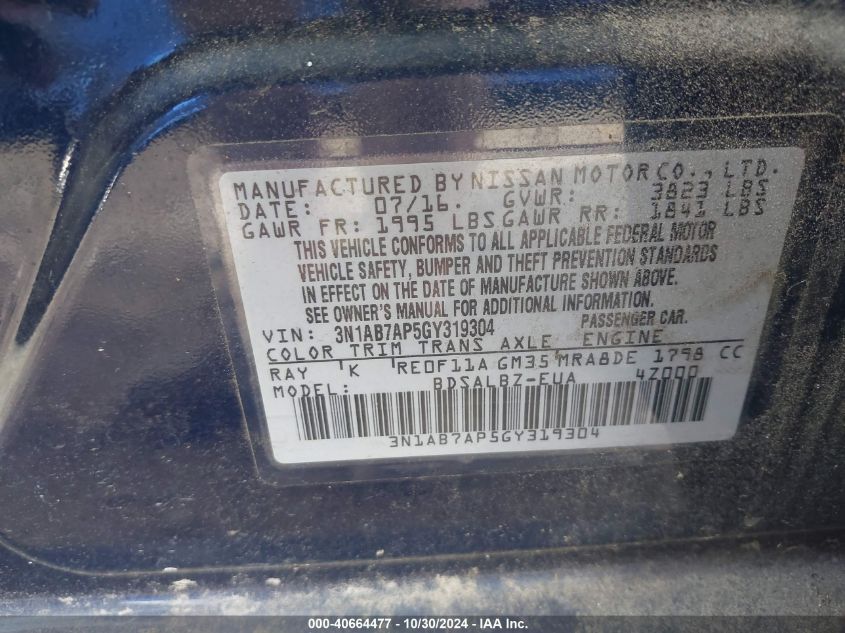 MANUFACTURED BY NISSAN MOTOR CO., LTD.
DATE: 07/16. GVWR: 3823 LBS
GAWR FR: 1995 LBS GAWR RR: 1841 LBS
THIS VEHICLE CONFORMS TO ALL APPLICABLE FEDERAL MOTOR
VEHICLE SAFETY, BUMPER AND THEFT PREVENTION STANDARDS
IN EFFECT ON THE DATE OF MANUFACTURE SHOWN ABOVE.
SEE OWNER'S MANUAL FOR ADDITIONAL INFORMATION.
VIN: 3N1AB7AP5GY319304 PASSENGER CAR.
COLOR TRIM TRANS AXLE ENGINE
RAY K RE0F11A GM35 MRA8DE 1798 CC
MODEL: BDSALBZ-EUA 4Z000
3N1AB7AP5GY319304
000-40664477 - 10/30/2024 - IAA Inc.